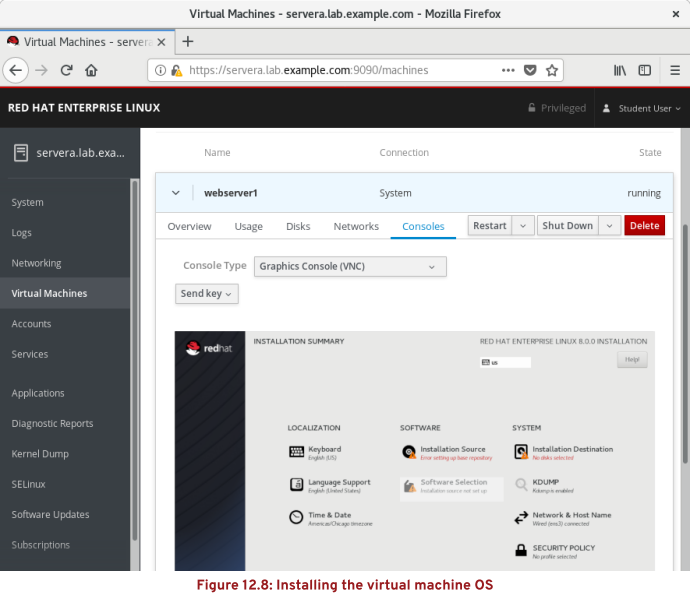 Virtual Machines - servera.lab.example.com - Mozilla Firefox
Virtual Machines - servera
https://servera.lab.example.com:9090/machines
RED HAT ENTERPRISE LINUX
Privileged
Student User
servera.lab.exa...
System
Logs
Networking
Virtual Machines
Accounts
Services
Applications
Diagnostic Reports
Kernel Dump
SELinux
Software Updates
Subscriptions
Name Connection State
webserver1 System running
Overview Usage Disks Networks Consoles Restart Shut Down Delete
Console Type Graphics Console (VNC)
Send key
redhat
INSTALLATION SUMMARY
RED HAT ENTERPRISE LINUX 8.0.0 INSTALLATION
us
Help!
LOCALIZATION
Keyboard
English (US)
Language Support
English (United States)
Time & Date
Americas/Chicago timezone
SOFTWARE
Installation Source
Error setting up base repository
Software Selection
Installation source not set up
SYSTEM
Installation Destination
No disks selected
KDUMP
Kdump is enabled
Network & Host Name
Wired (ens3) connected
SECURITY POLICY
No profile selected
Figure 12.8: Installing the virtual machine OS